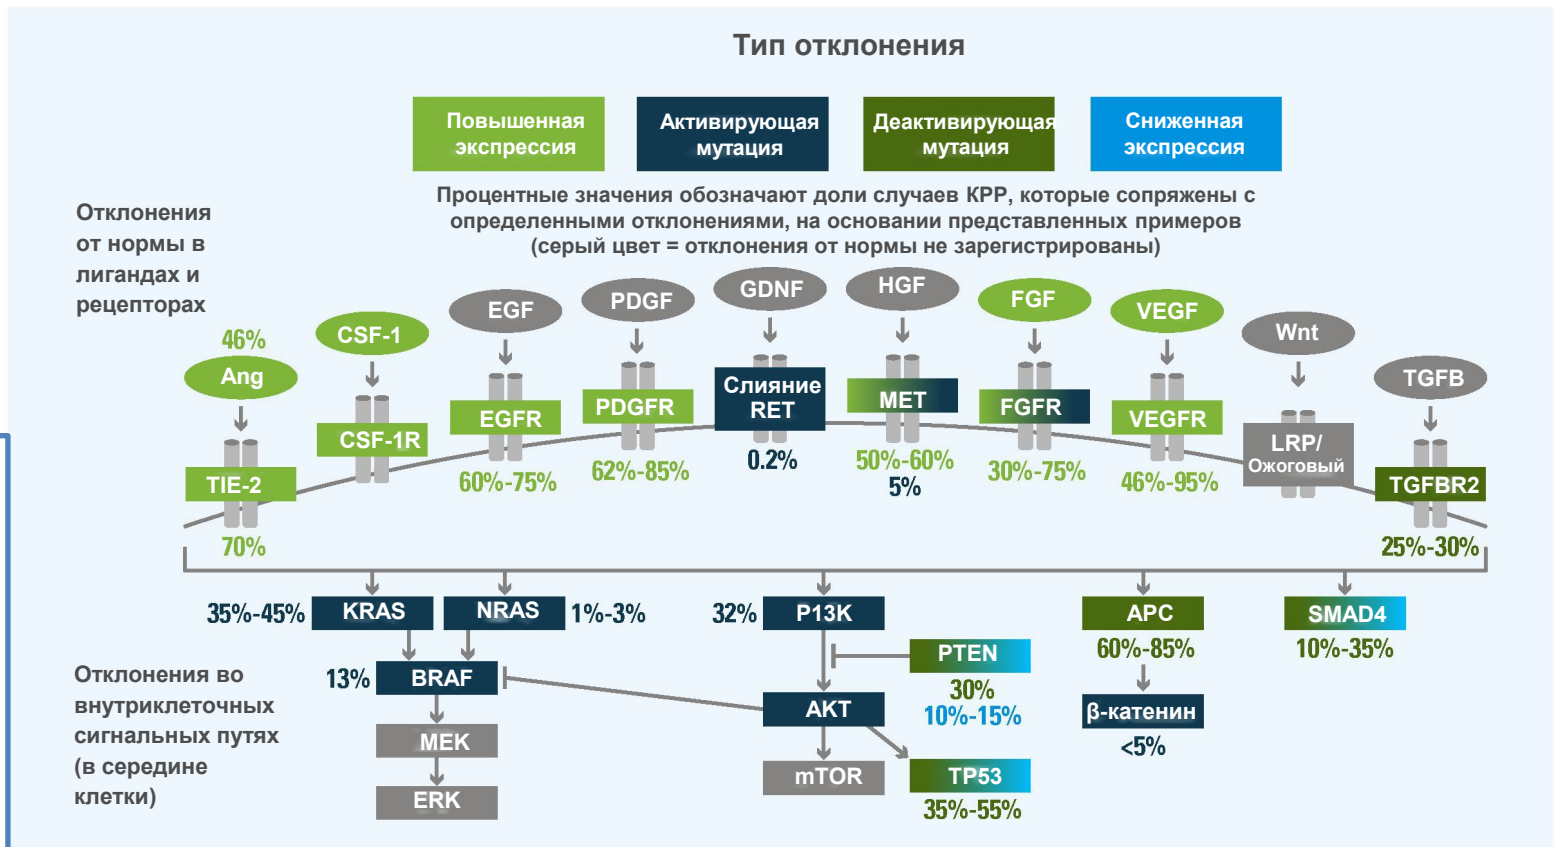 Тип отклонения
Повышенная
экспрессия
Активирующая
мутация
Деактивирующая
мутация
Сниженная
экспрессия
Процентные значения обозначают доли случаев КРР, которые сопряжены с
определенными отклонениями, на основании представленных примеров
(серый цвет = отклонения от нормы не зарегистрированы)
Отклонения
от нормы в
лигандах и
рецепторах
46%
Ang
TIE-2
70%
CSF-1
CSF-1R
EGF
EGFR
60%-75%
PDGF
PDGFR
62%-85%
GDNF
Слияние
RET
0.2%
HGF
MET
50%-60%
5%
FGF
FGFR
30%-75%
VEGF
VEGFR
46%-95%
Wnt
LRP/
Ожоговый
TGFB
TGFBR2
25%-30%
35%-45%
KRAS
NRAS
1%-3%
32%
P13K
APC
60%-85%
SMAD4
10%-35%
Отклонения во
внутриклеточных
сигнальных путях
(в середине
клетки)
13%
BRAF
MEK
ERK
PTEN
30%
10%-15%
AKT
mTOR
TP53
35%-55%
β-катенин
<5%